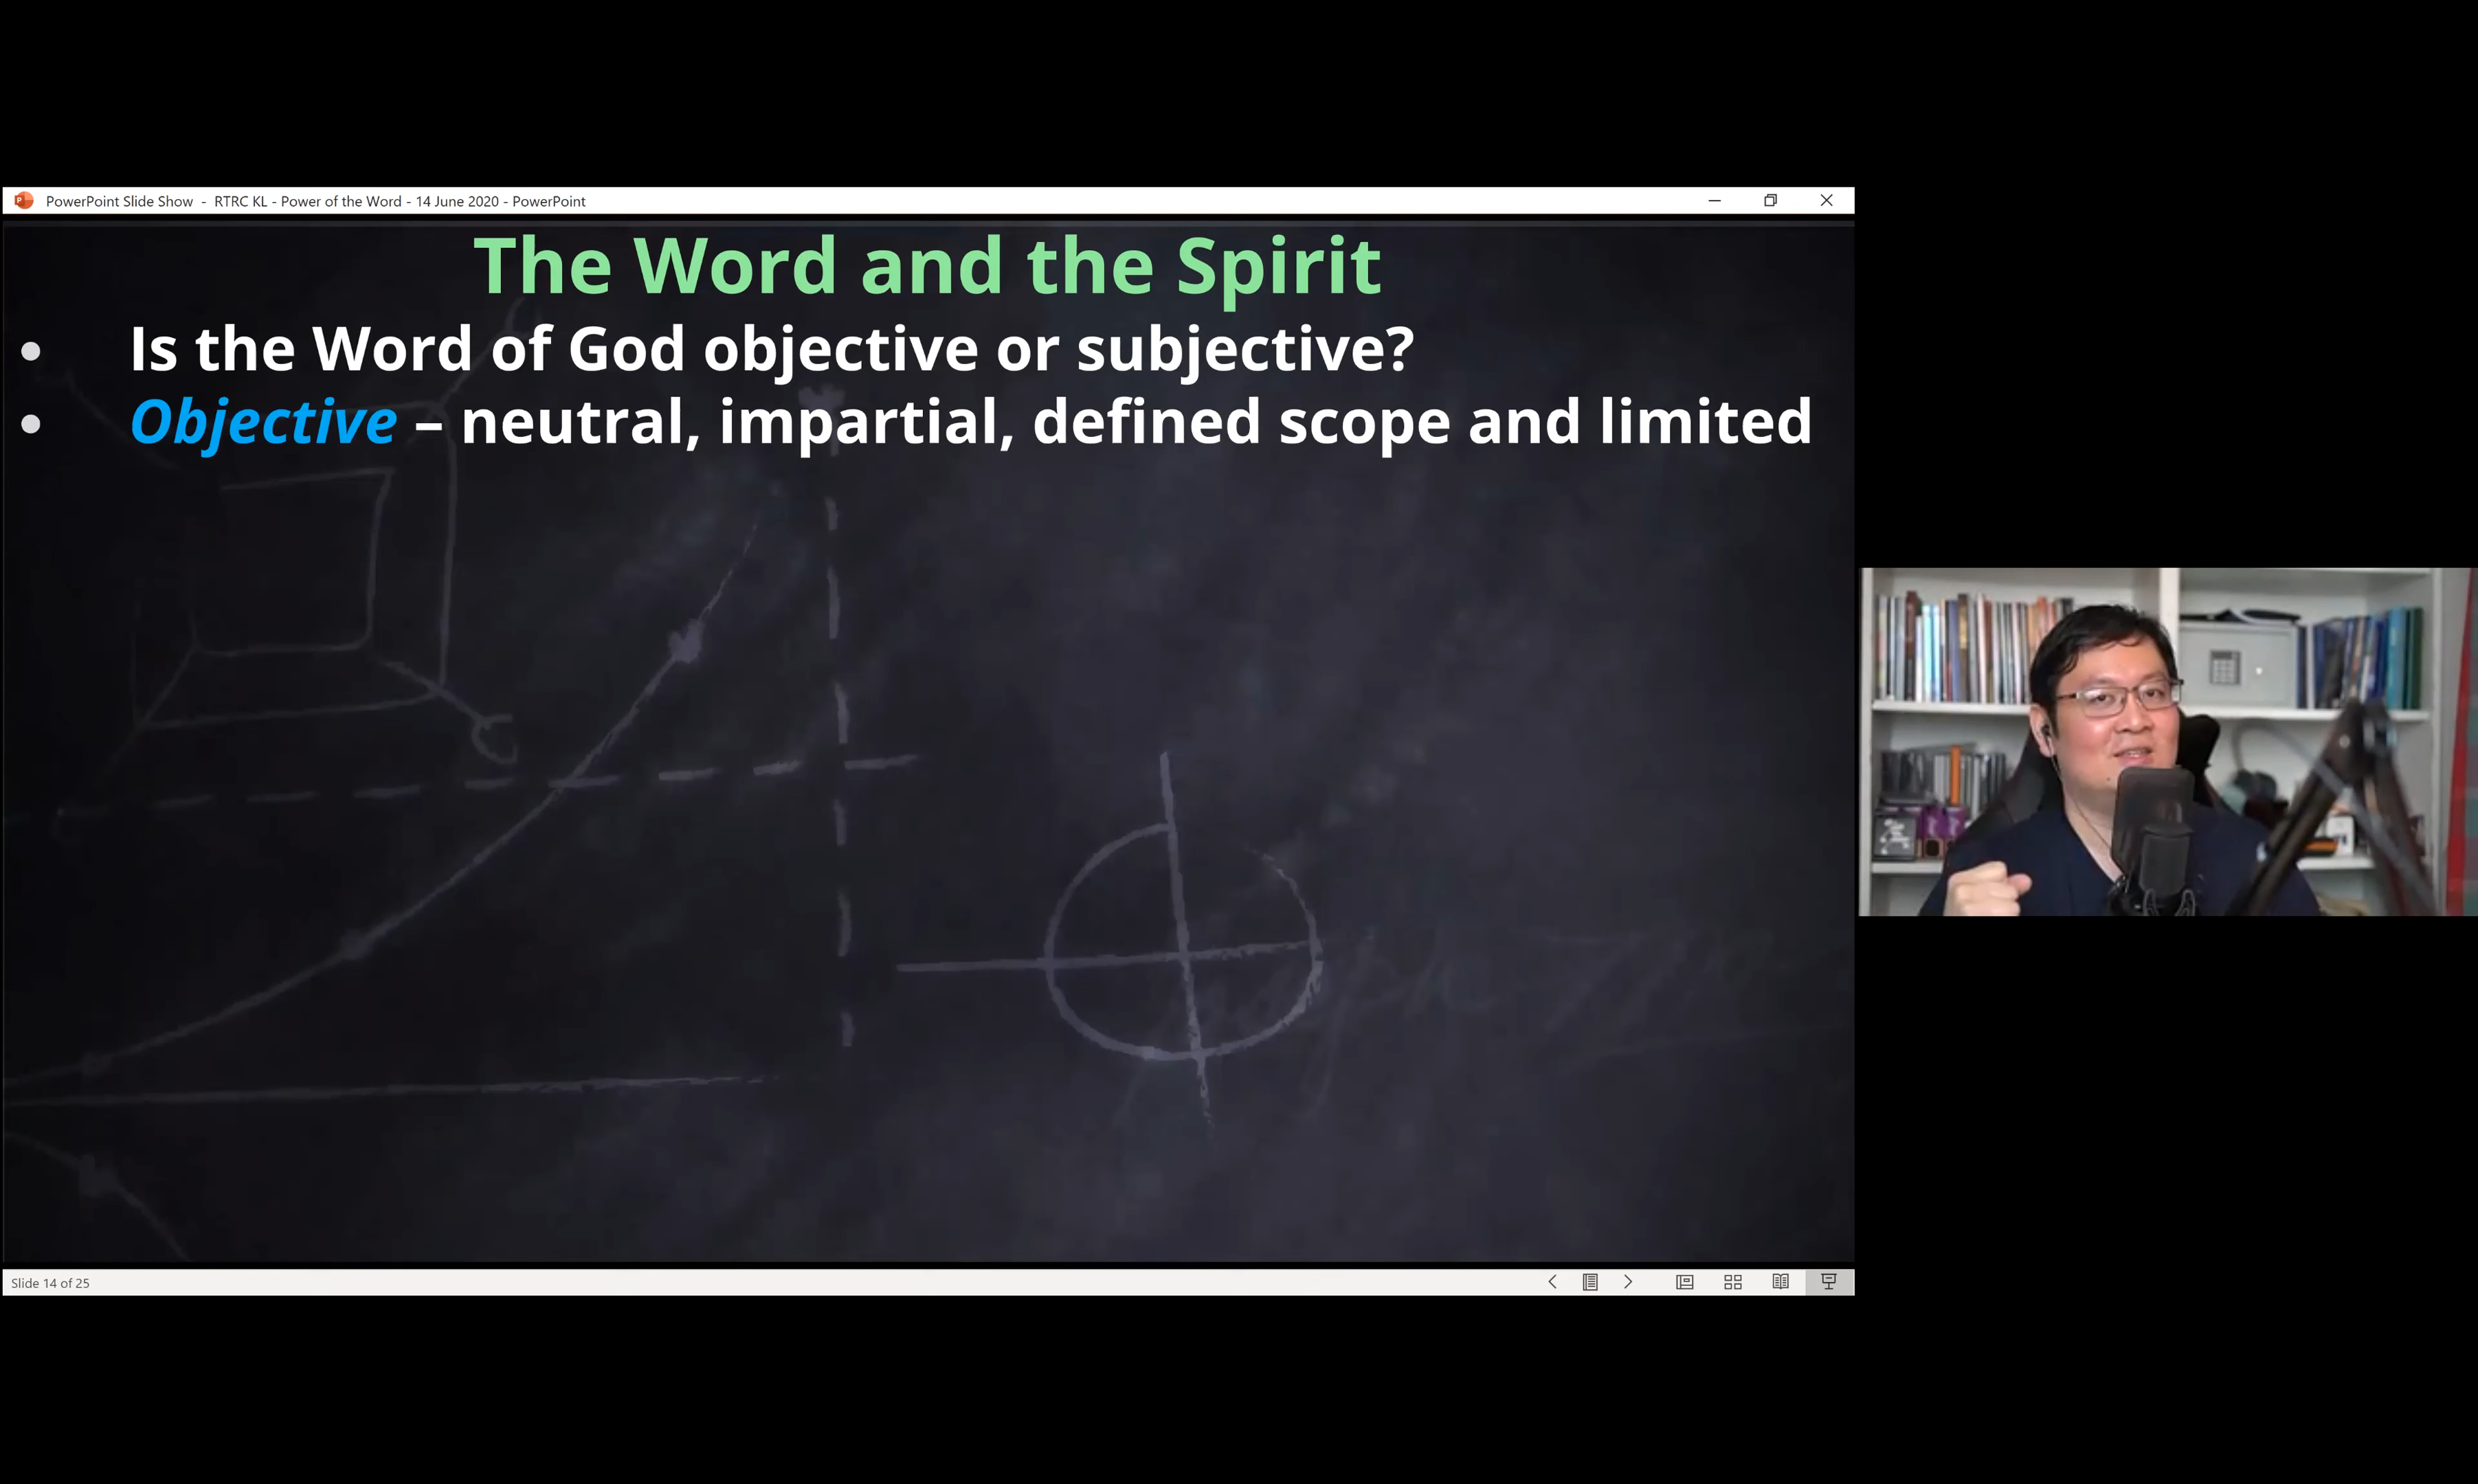 PowerPoint Slide Show - RTRC KL - Power of the Word - 14 June 2020 - PowerPoint
The Word and the Spirit
• Is the Word of God objective or subjective?
• Objective – neutral, impartial, defined scope and limited
Slide 14 of 25